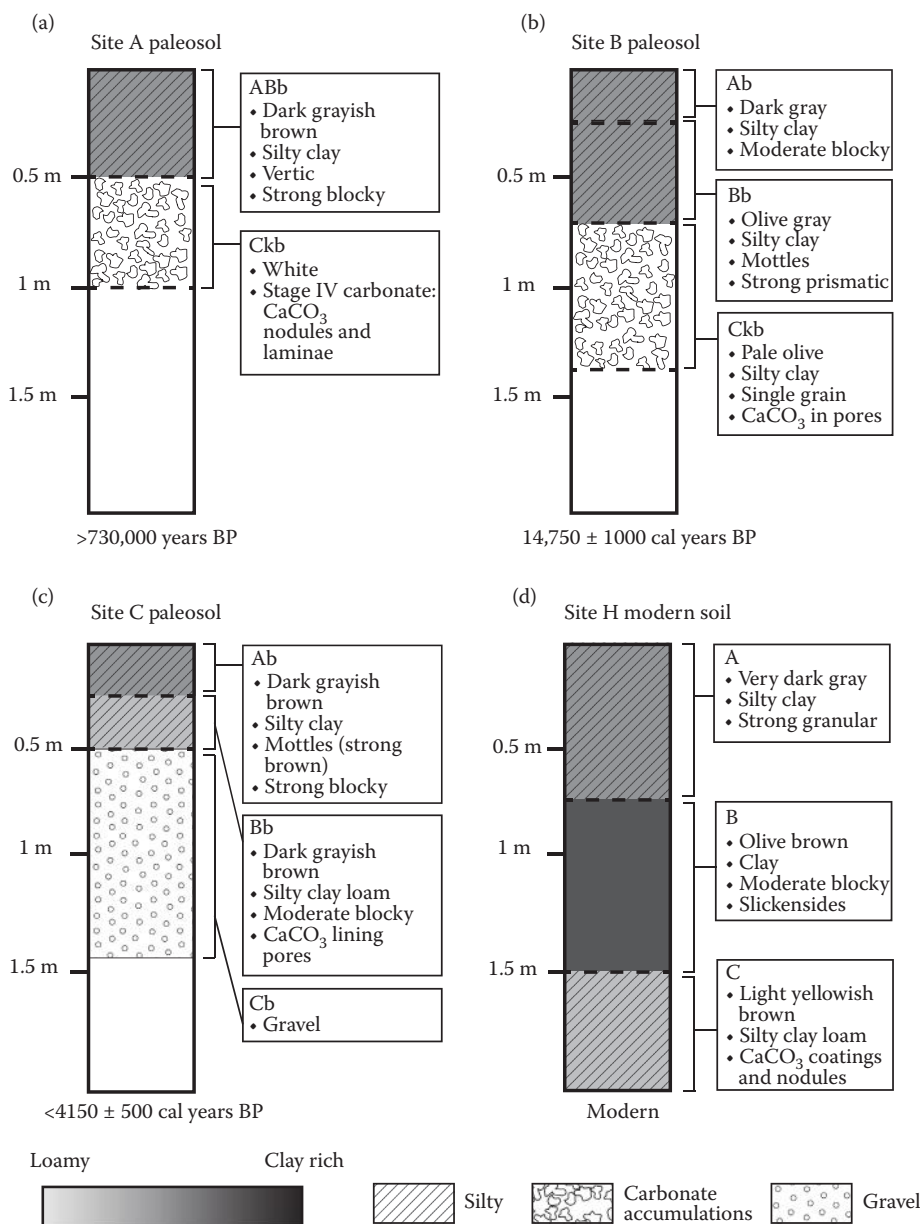 (a)
Site A paleosol
ABb
• Dark grayish
brown
• Silty clay
• Vertic
• Strong blocky
Ckb
• White
• Stage IV carbonate:
CaCO3
nodules and
laminae
0.5 m
1 m
1.5 m
>730,000 years BP
(b)
Site B paleosol
Ab
• Dark gray
• Silty clay
• Moderate blocky
Bb
• Olive gray
• Silty clay
• Mottles
• Strong prismatic
Ckb
• Pale olive
• Silty clay
• Single grain
• CaCO3 in pores
0.5 m
1 m
1.5 m
14,750 ± 1000 cal years BP
(c)
Site C paleosol
Ab
• Dark grayish
brown
• Silty clay
• Mottles (strong
brown)
• Strong blocky
Bb
• Dark grayish
brown
• Silty clay loam
• Moderate blocky
• CaCO3 lining
pores
Cb
• Gravel
0.5 m
1 m
1.5 m
<4150 ± 500 cal years BP
(d)
Site H modern soil
A
• Very dark gray
• Silty clay
• Strong granular
B
• Olive brown
• Clay
• Moderate blocky
• Slickensides
C
• Light yellowish
brown
• Silty clay loam
• CaCO3 coatings
and nodules
0.5 m
1 m
1.5 m
Modern
Loamy
Clay rich
Silty
Carbonate
accumulations
Gravel